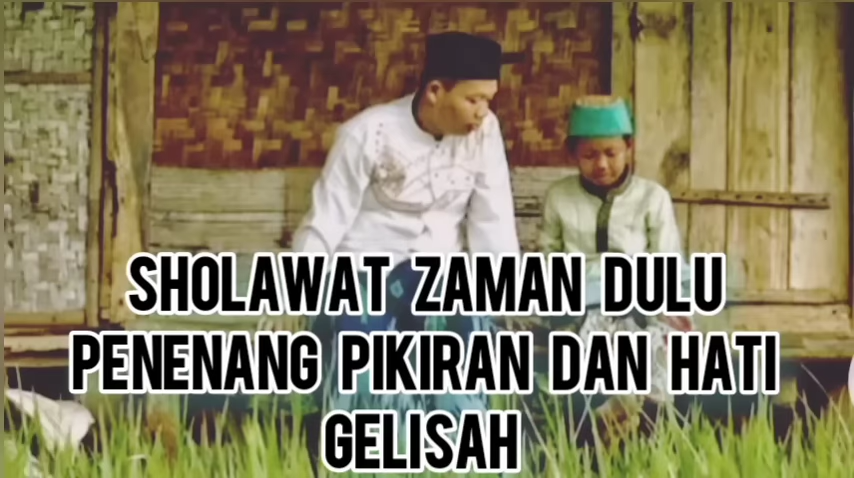 SHOLAWAT ZAMAN DULU
PENENANG PIKIRAN DAN HATI
GELISAH